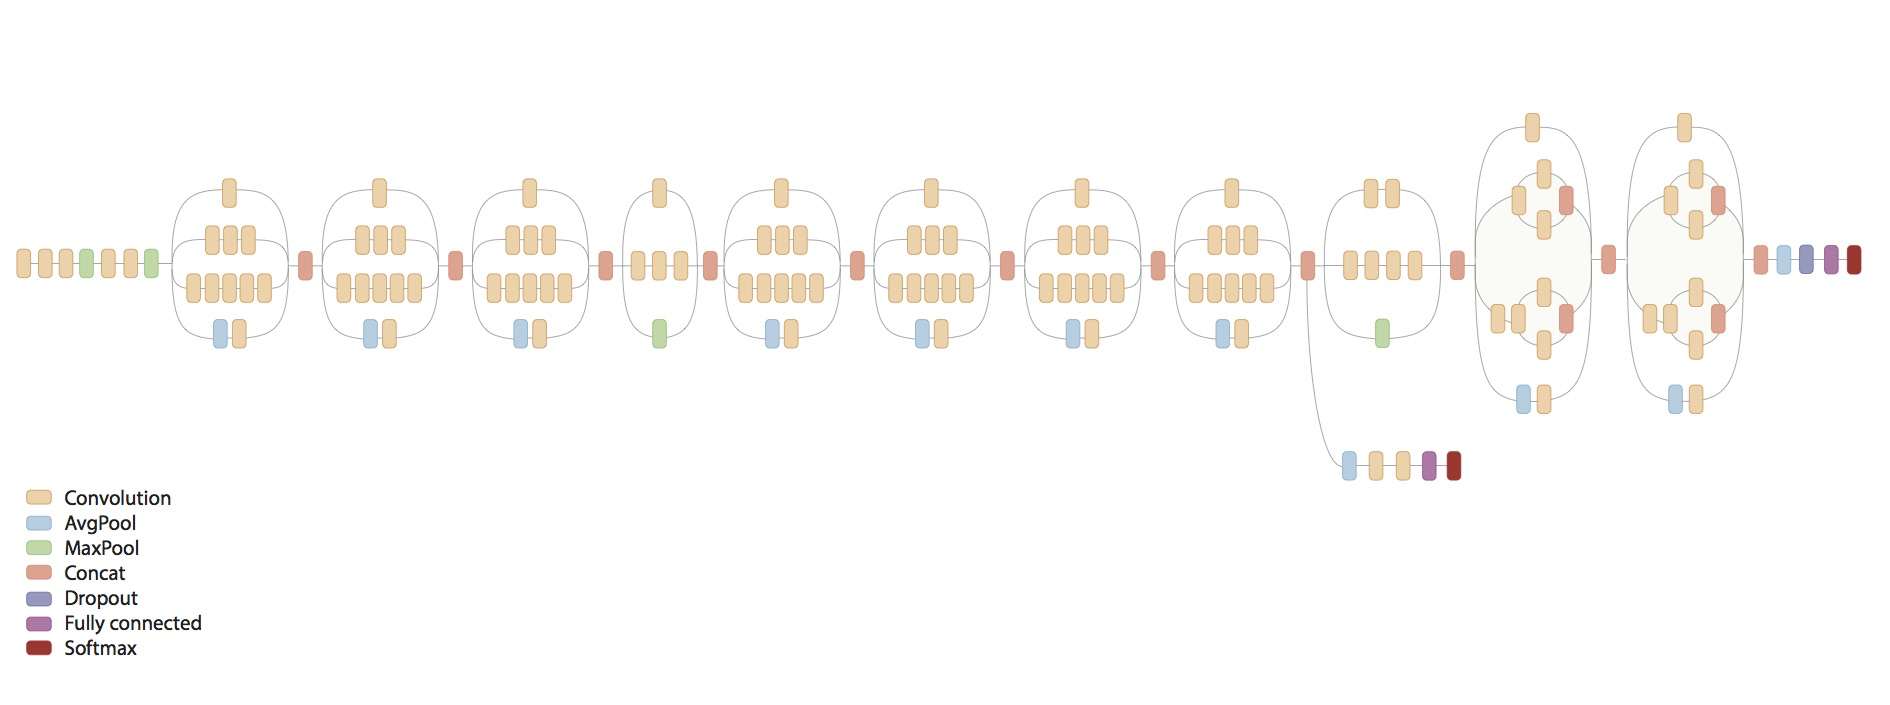 Convolution
AvgPool
MaxPool
Concat
Dropout
Fully connected
Softmax